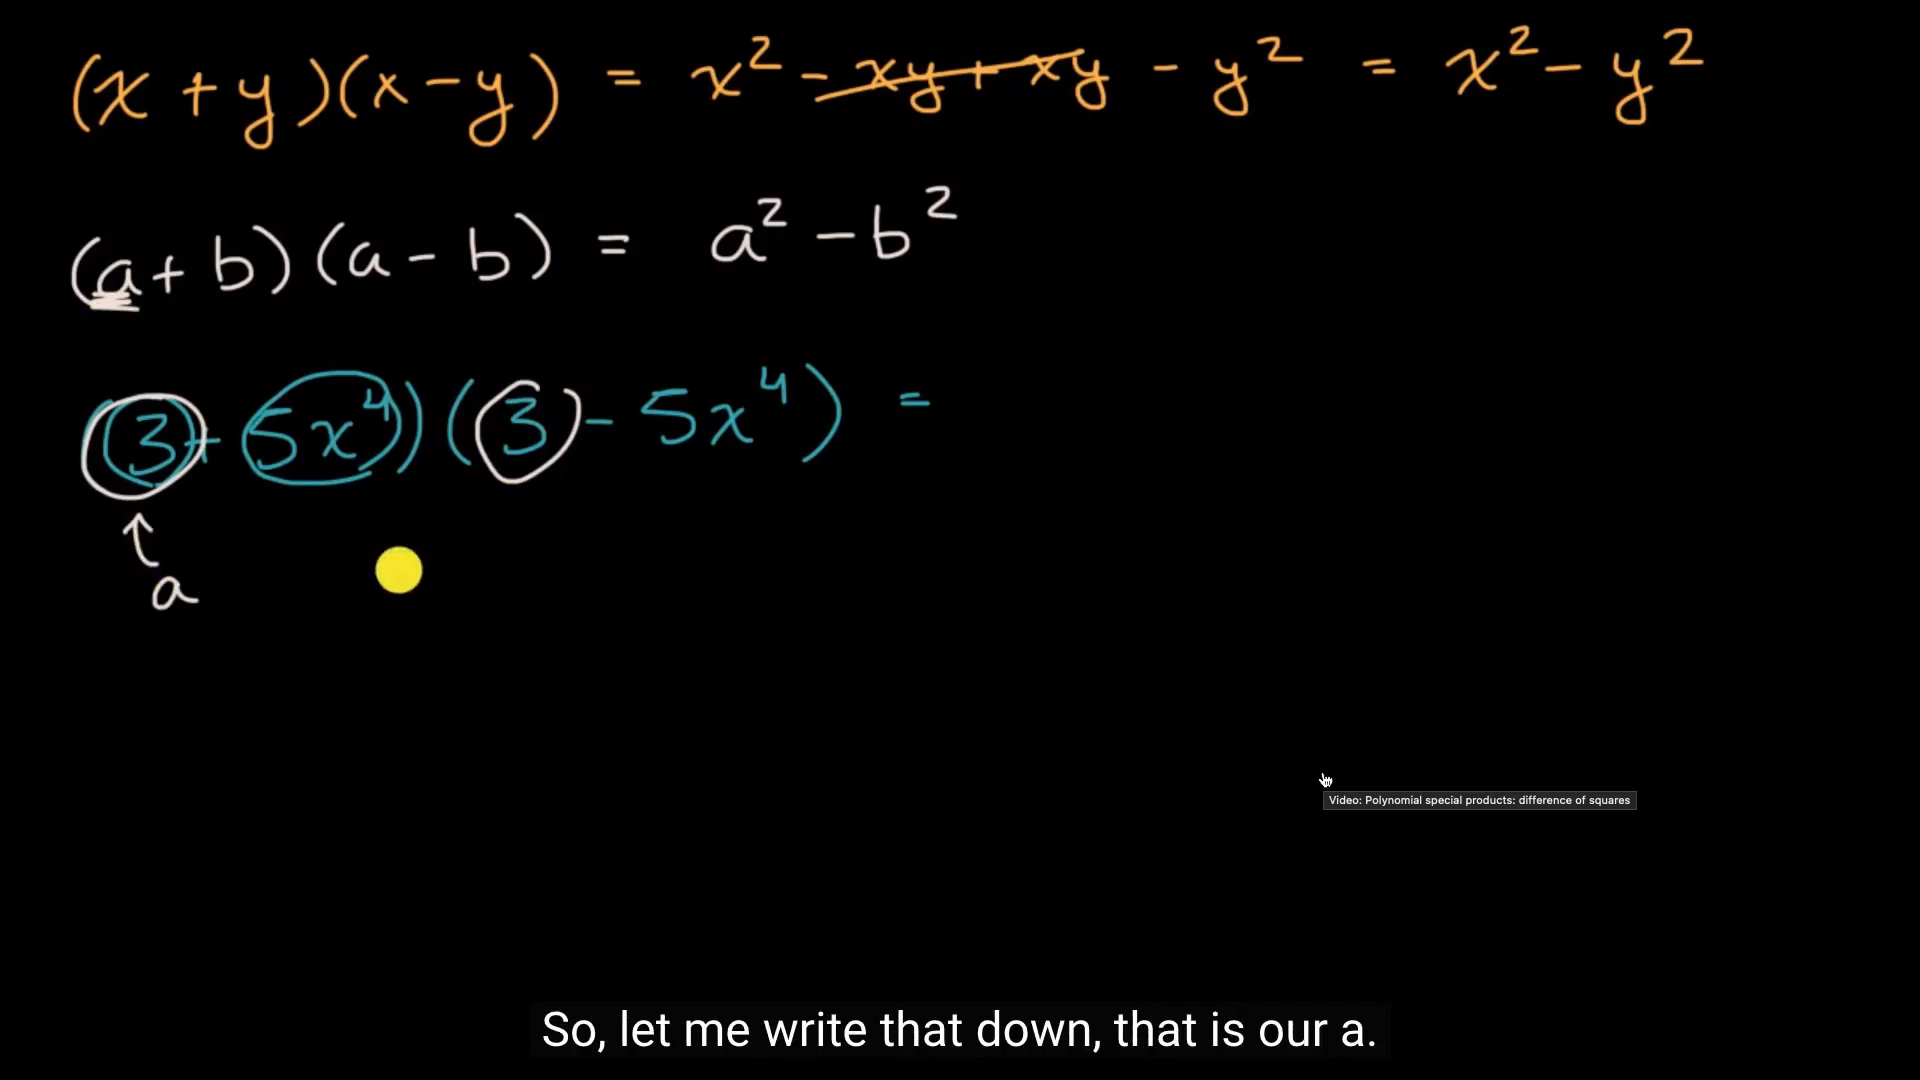 (x + y)(x - y) = x² - xy + xy - y² = x² - y²
(a + b)(a - b) = a² - b²
(3 + 5x⁴)(3 - 5x⁴) =
a
Video: Polynomial special products: difference of squares
So, let me write that down, that is our a.